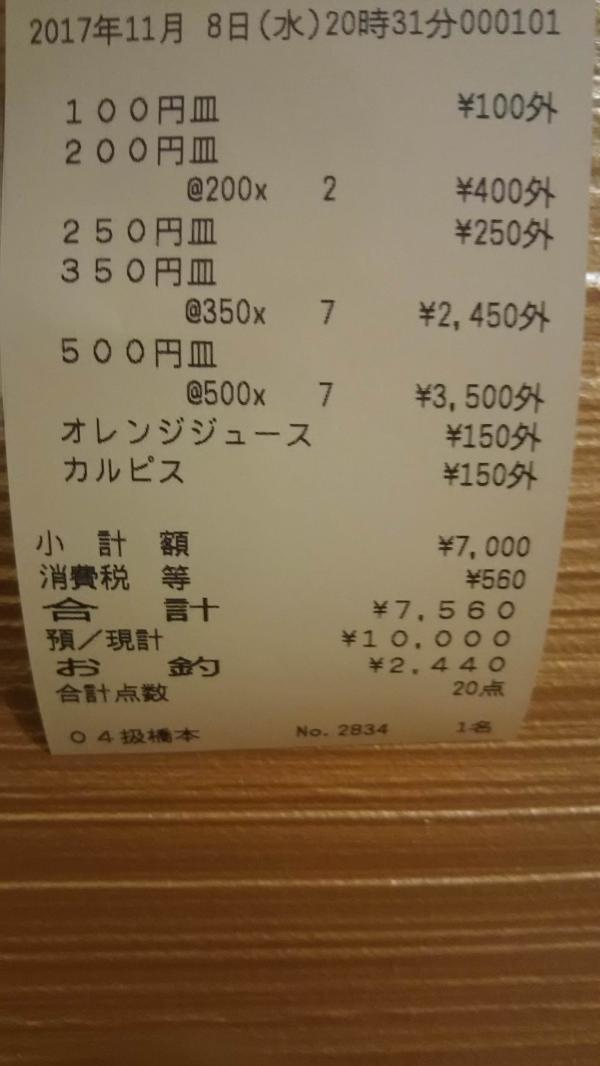 2017年11月 8日(水)20時31分000101
１００円皿 ¥100外
２００円皿
@200x 2 ¥400外
２５０円皿 ¥250外
３５０円皿
@350x 7 ¥2,450外
５００円皿
@500x 7 ¥3,500外
オレンジジュース ¥150外
カルピス ¥150外
小 計 額 ¥7,000
消費税 等 ¥560
合 計 ¥７,５６０
預/現計 ¥１０,０００
お 釣 ¥２,４４０
合計点数 20点
０４扱橋本 No.2834 1名